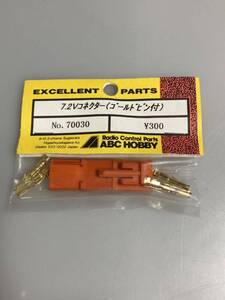 EXCELLENT PARTS
7.2Vコネクター(ゴールドピン付)
No. 70030
¥300
Radio Control Parts
ABC HOBBY